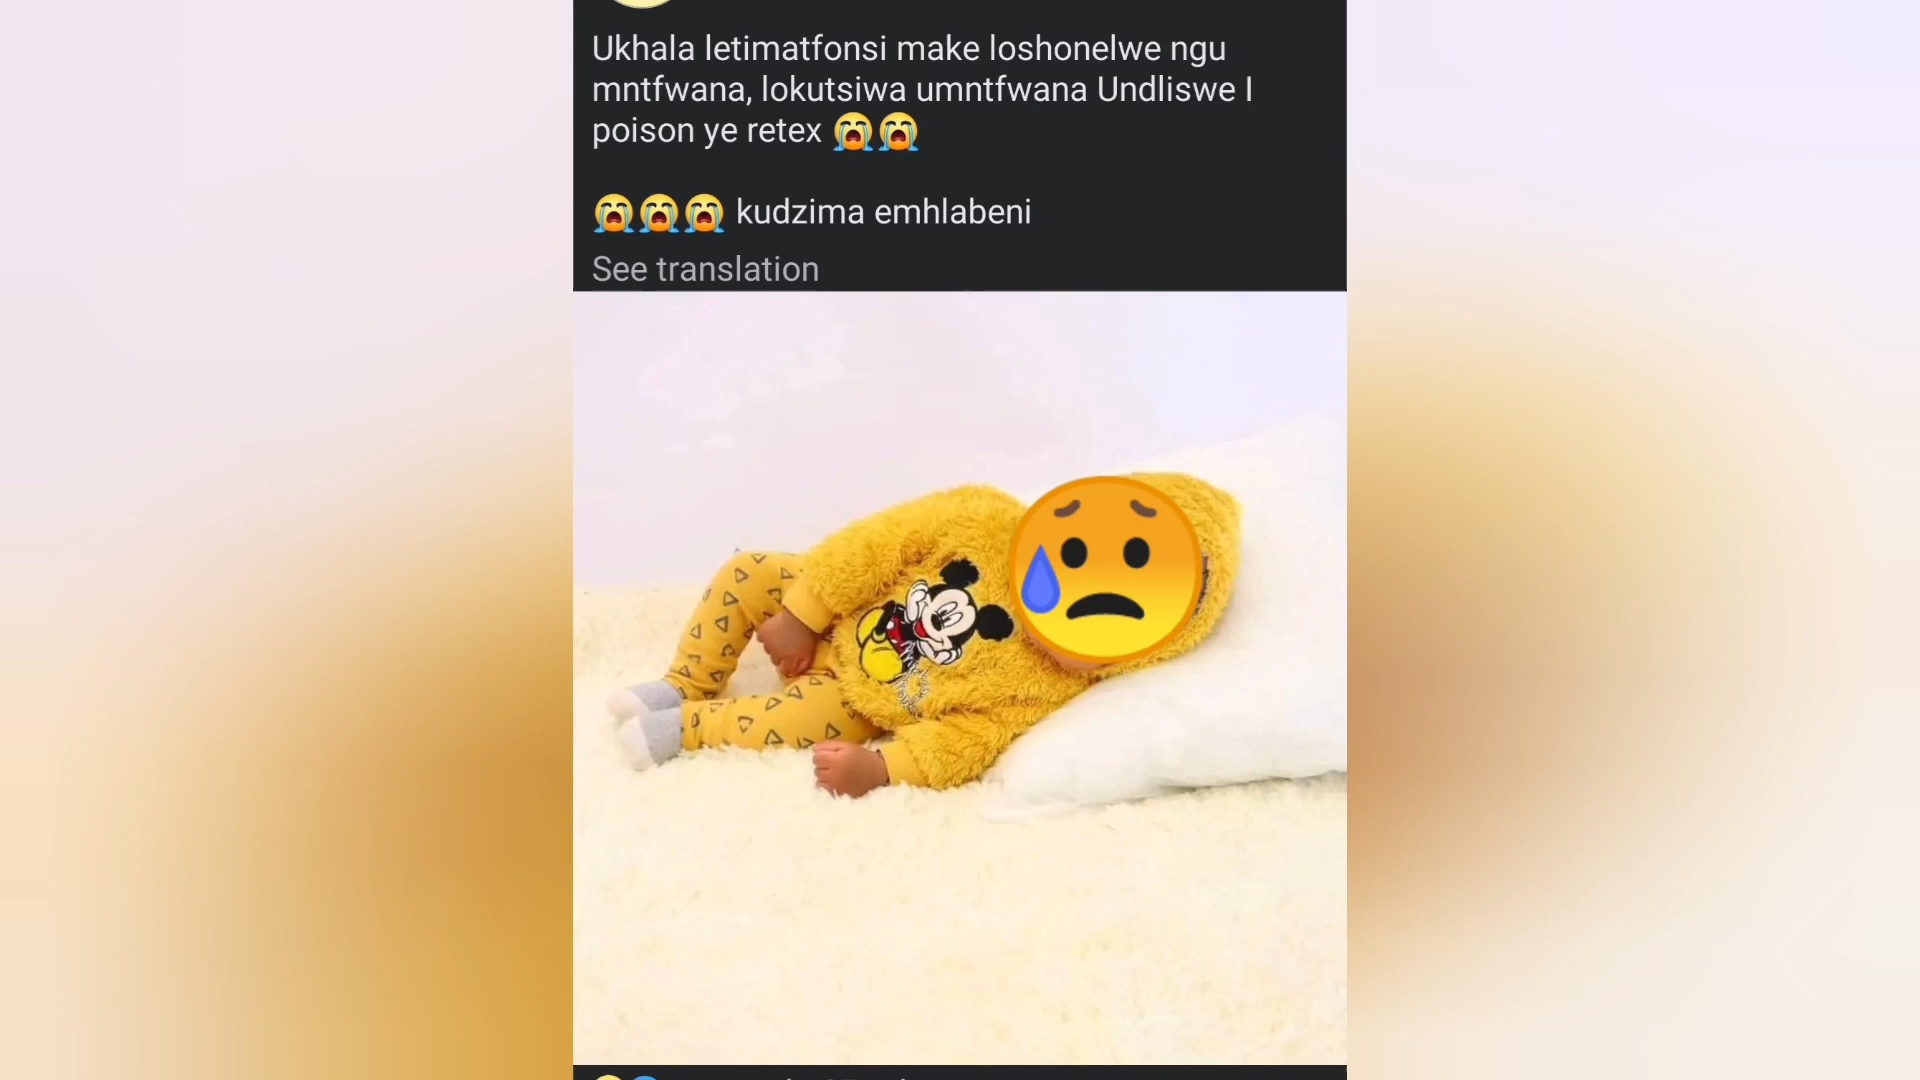 Ukhala letimatfonsi make loshonelwe ngu
mntfwana, lokutsiwa umntfwana Undliswe I
poison ye retex 😭😭
😭😭😭 kudzima emhlabeni
See translation